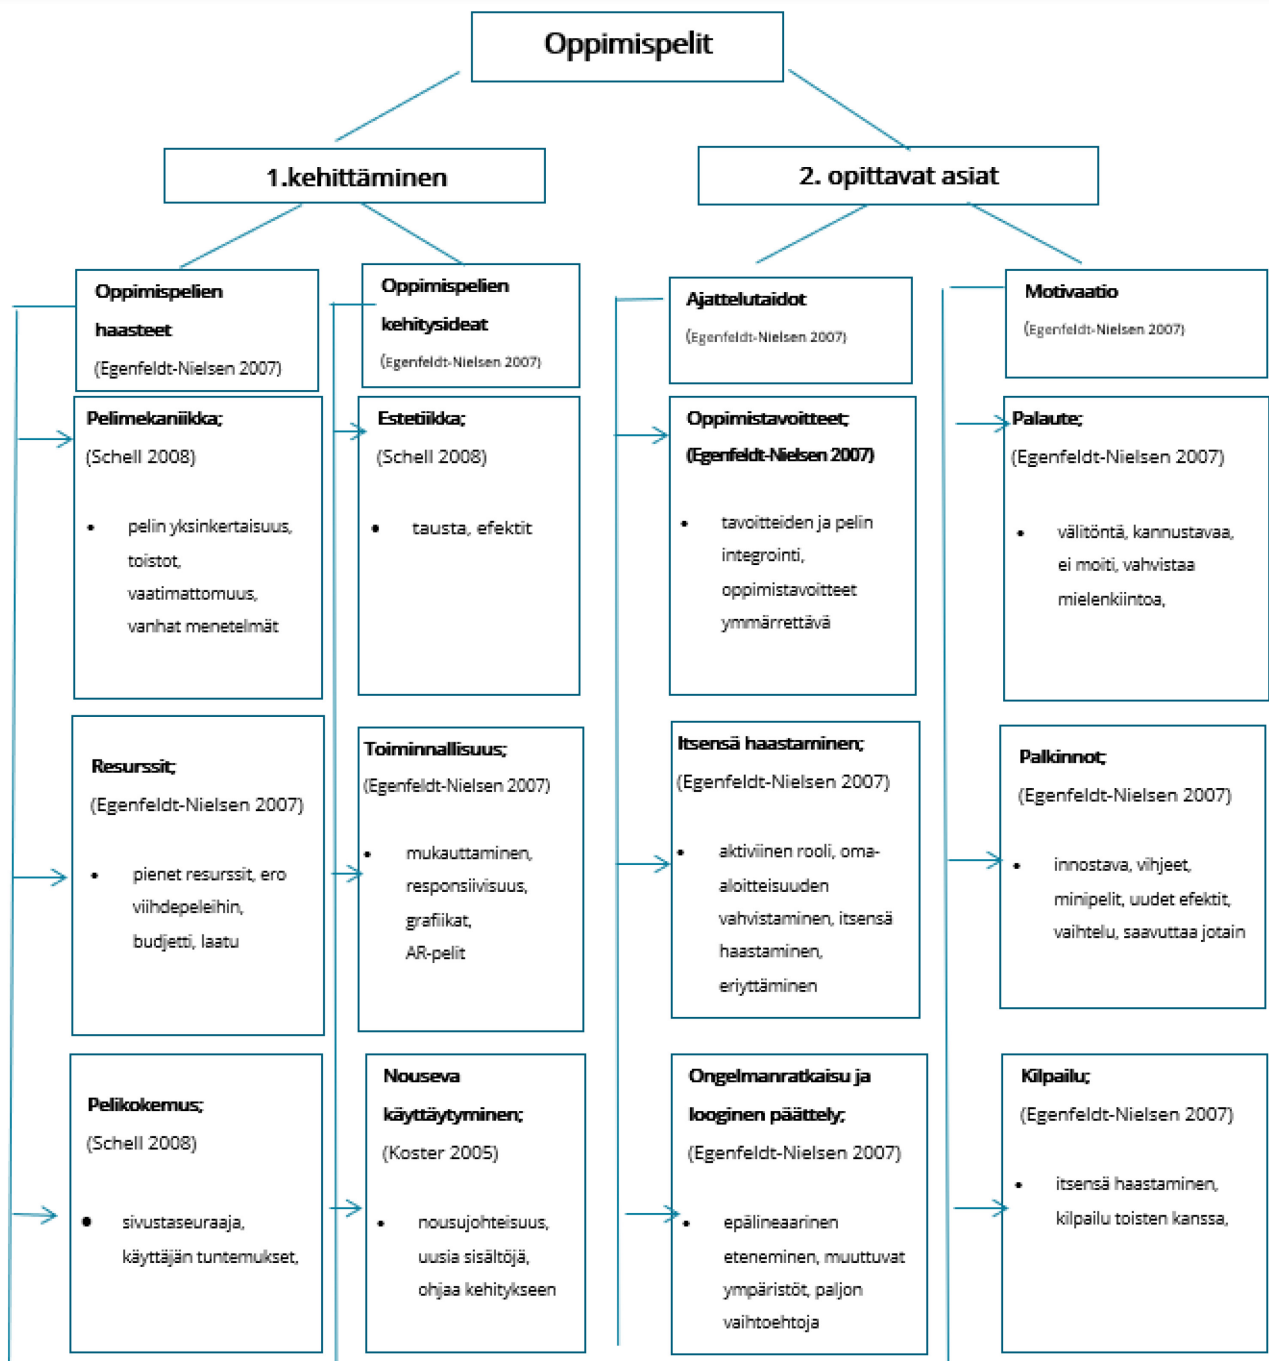 Oppimispelit
1.kehittäminen
2. opittavat asiat
Oppimispelien
haasteet
(Egenfeldt-Nielsen 2007)
Oppimispelien
kehitysideat
(Egenfeldt-Nielsen 2007)
Ajattelutaidot
(Egenfeldt-Nielsen 2007)
Motivaatio
(Egenfeldt-Nielsen 2007)
Pelimekaniikka;
(Schell 2008)
• pelin yksinkertaisuus,
toistot,
vaatimattomuus,
vanhat menetelmät
Estetiikka;
(Schell 2008)
• tausta, efektit
Oppimistavoitteet;
(Egenfeldt-Nielsen 2007)
• tavoitteiden ja pelin
integrointi,
oppimistavoitteet
ymmärrettävä
Palaute;
(Egenfeldt-Nielsen 2007)
• välitöntä, kannustavaa,
ei moiti, vahvistaa
mielenkiintoa,
Resurssit;
(Egenfeldt-Nielsen 2007)
• pienet resurssit, ero
viihdepeleihin,
budjetti, laatu
Toiminnallisuus;
(Egenfeldt-Nielsen 2007)
• mukauttaminen,
responsiivisuus,
grafiikat,
AR-pelit
Itsensä haastaminen;
(Egenfeldt-Nielsen 2007)
• aktiviinen rooli, oma-
aloitteisuuden
vahvistaminen, itsensä
haastaminen,
eriyttäminen
Palkinnot;
(Egenfeldt-Nielsen 2007)
• innostava, vihjeet,
minipelit, uudet efektit,
vaihtelu, saavuttaa jotain
Pelikokemus;
(Schell 2008)
• sivustaseuraaja,
käyttäjän tuntemukset,
Nouseva
käyttäytyminen;
(Koster 2005)
• nousujohteisuus,
uusia sisältöjä,
ohjaa kehitykseen
Ongelmanratkaisu ja
looginen päättely;
(Egenfeldt-Nielsen 2007)
• epälineaarinen
eteneminen, muuttuvat
ympäristöt, paljon
vaihtoehtoja
Kilpailu;
(Egenfeldt-Nielsen 2007)
• itsensä haastaminen,
kilpailu toisten kanssa,